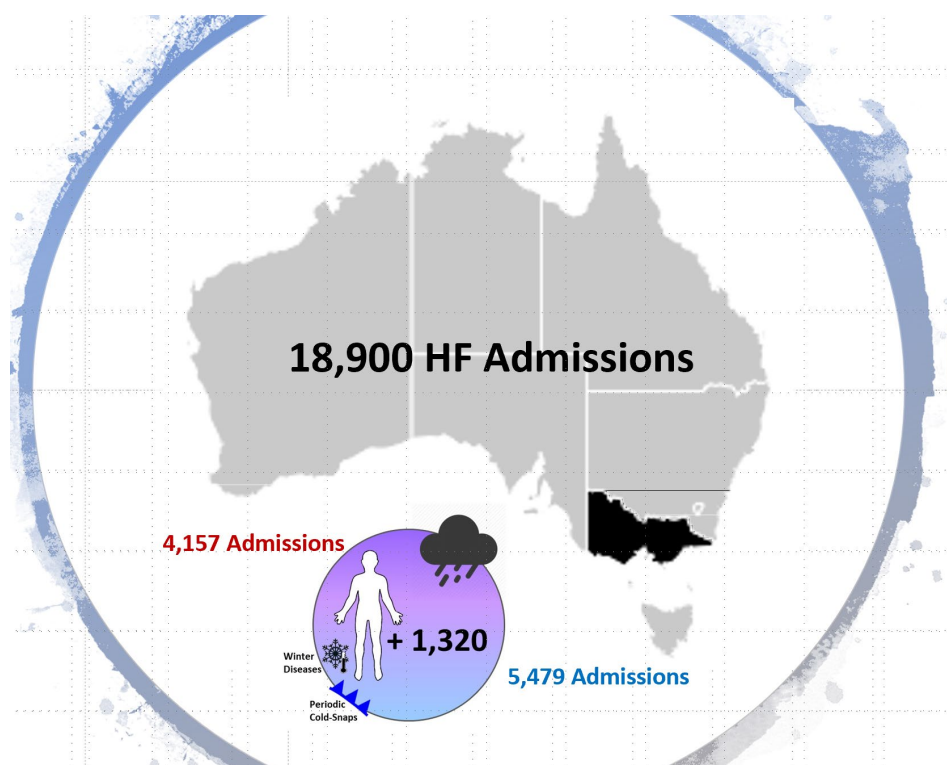 18,900 HF Admissions
4,157 Admissions
+ 1,320
Winter
Diseases
5,479 Admissions
Periodic
Cold-Snaps